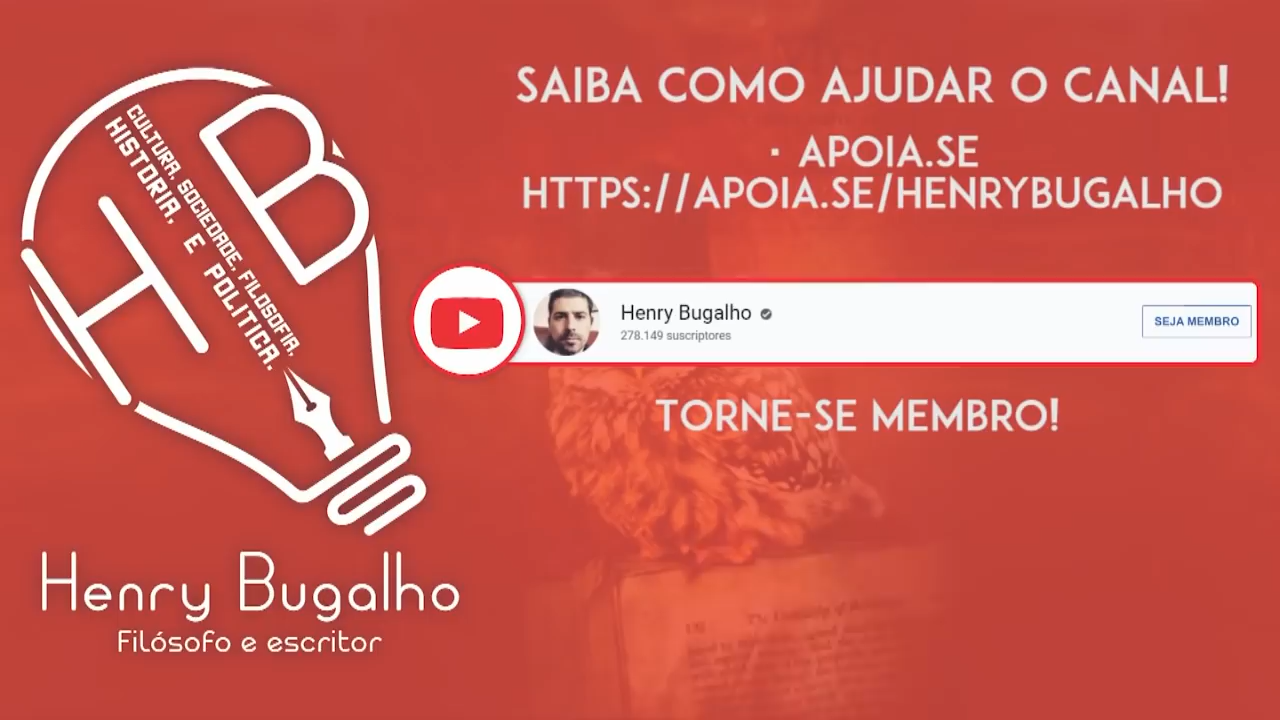 CULTURA, SOCIEDADE, FILOSOFIA,
HISTORIA, E POLITICA.
HB
Henry Bugalho
Filósofo e escritor
SAIBA COMO AJUDAR O CANAL!
· APOIA.SE
HTTPS://APOIA.SE/HENRYBUGALHO
Henry Bugalho
278.149 suscriptores
SEJA MEMBRO
TORNE-SE MEMBRO!